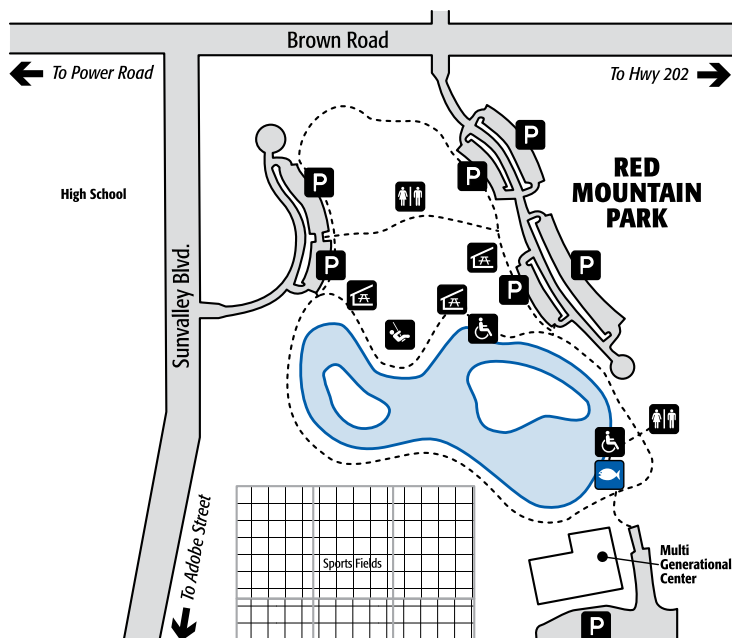 Brown Road
To Power Road
To Hwy 202
P
P
P
High School
RED
MOUNTAIN
PARK
Sunvalley Blvd.
P
P
P
To Adobe Street
Sports Fields
Multi
Generational
Center
P